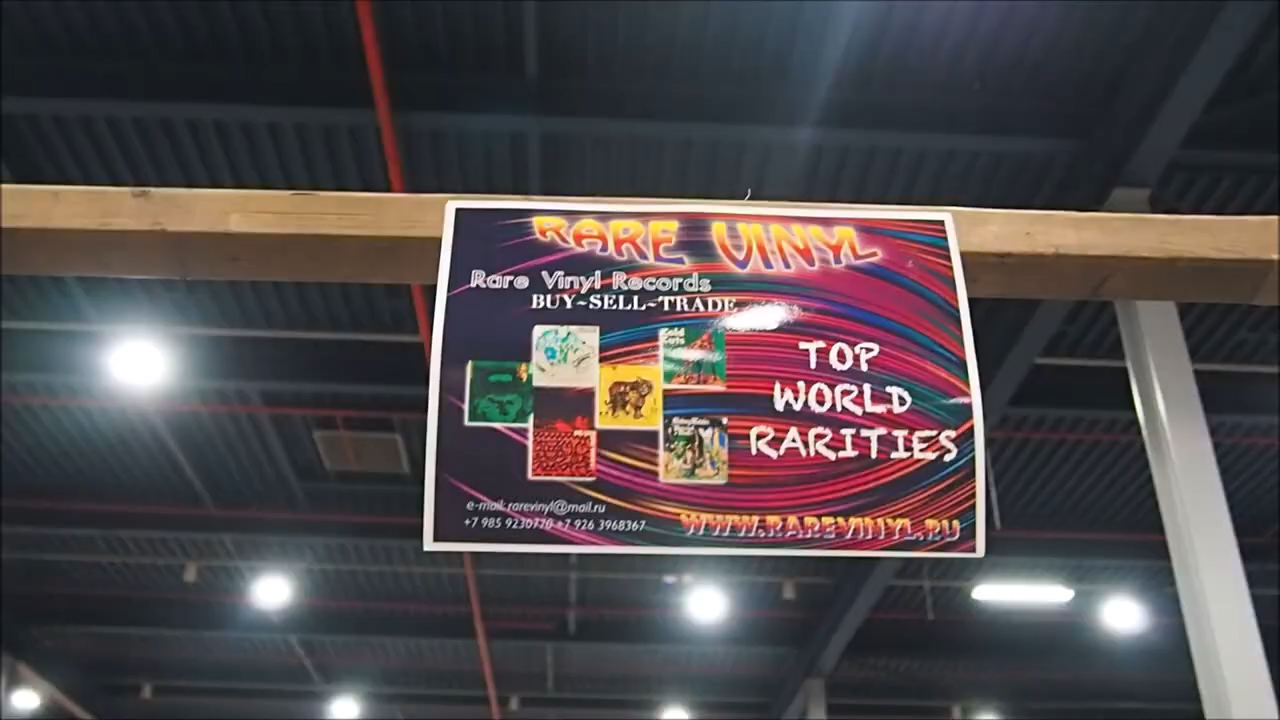 RARE VINYL
Rare Vinyl Records
BUY~SELL~TRADE
TOP
WORLD
RARITIES
e-mail: rarevinyl@mail.ru
+7 985 9230770 +7 926 3968367
WWW.RAREVINYL.RU